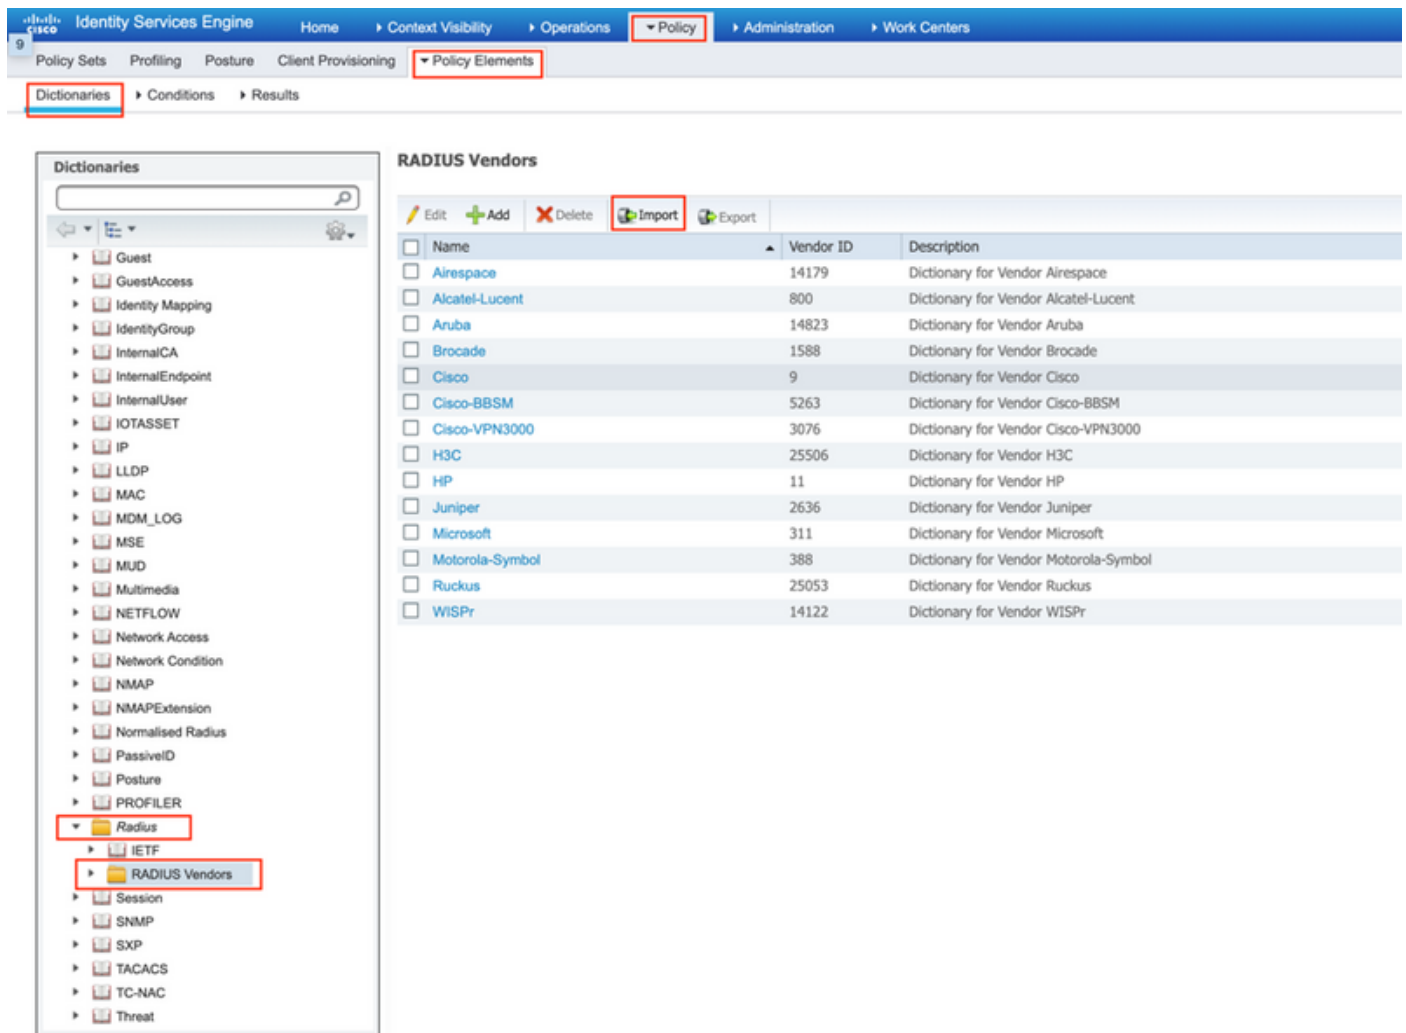 cisco Identity Services Engine Home Context Visibility Operations Policy Administration Work Centers
9
Policy Sets Profiling Posture Client Provisioning Policy Elements
Dictionaries Conditions Results
Dictionaries
Guest
GuestAccess
Identity Mapping
IdentityGroup
InternalCA
InternalEndpoint
InternalUser
IOTASSET
IP
LLDP
MAC
MDM_LOG
MSE
MUD
Multimedia
NETFLOW
Network Access
Network Condition
NMAP
NMAPExtension
Normalised Radius
PassiveID
Posture
PROFILER
Radius
IETF
RADIUS Vendors
Session
SNMP
SXP
TACACS
TC-NAC
Threat
RADIUS Vendors
Edit Add Delete Import Export
Name Vendor ID Description
Airespace 14179 Dictionary for Vendor Airespace
Alcatel-Lucent 800 Dictionary for Vendor Alcatel-Lucent
Aruba 14823 Dictionary for Vendor Aruba
Brocade 1588 Dictionary for Vendor Brocade
Cisco 9 Dictionary for Vendor Cisco
Cisco-BBSM 5263 Dictionary for Vendor Cisco-BBSM
Cisco-VPN3000 3076 Dictionary for Vendor Cisco-VPN3000
H3C 25506 Dictionary for Vendor H3C
HP 11 Dictionary for Vendor HP
Juniper 2636 Dictionary for Vendor Juniper
Microsoft 311 Dictionary for Vendor Microsoft
Motorola-Symbol 388 Dictionary for Vendor Motorola-Symbol
Ruckus 25053 Dictionary for Vendor Ruckus
WISPr 14122 Dictionary for Vendor WISPr